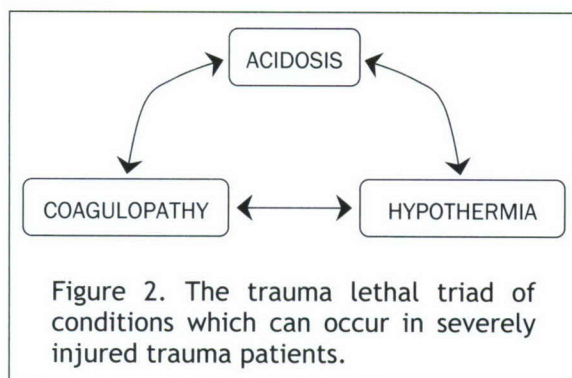 ACIDOSIS
COAGULOPATHY
HYPOTHERMIA
Figure 2. The trauma lethal triad of
conditions which can occur in severely
injured trauma patients.